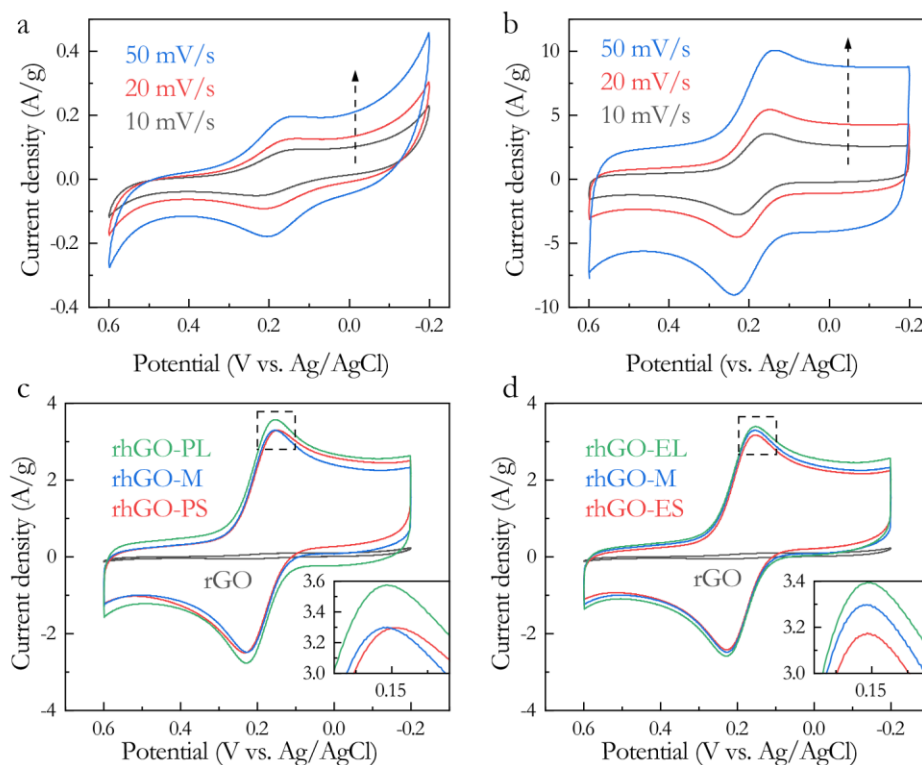 a
50 mV/s
20 mV/s
10 mV/s
Current density (A/g)
0.4
0.2
0.0
-0.2
-0.4
0.6
0.4
0.2
0.0
-0.2
Potential (V vs. Ag/AgCl)
b
50 mV/s
20 mV/s
10 mV/s
Current density (A/g)
10
5
0
-5
-10
0.6
0.4
0.2
0.0
-0.2
Potential (vs. Ag/AgCl)
c
rhGO-PL
rhGO-M
rhGO-PS
rGO
Current density (A/g)
4
2
0
-2
-4
0.6
0.4
0.2
0.0
-0.2
Potential (V vs. Ag/AgCl)
3.6
3.3
3.0
0.15
d
rhGO-EL
rhGO-M
rhGO-ES
rGO
Current density (A/g)
4
2
0
-2
-4
0.6
0.4
0.2
0.0
-0.2
Potential (V vs. Ag/AgCl)
3.4
3.2
3.0
0.15